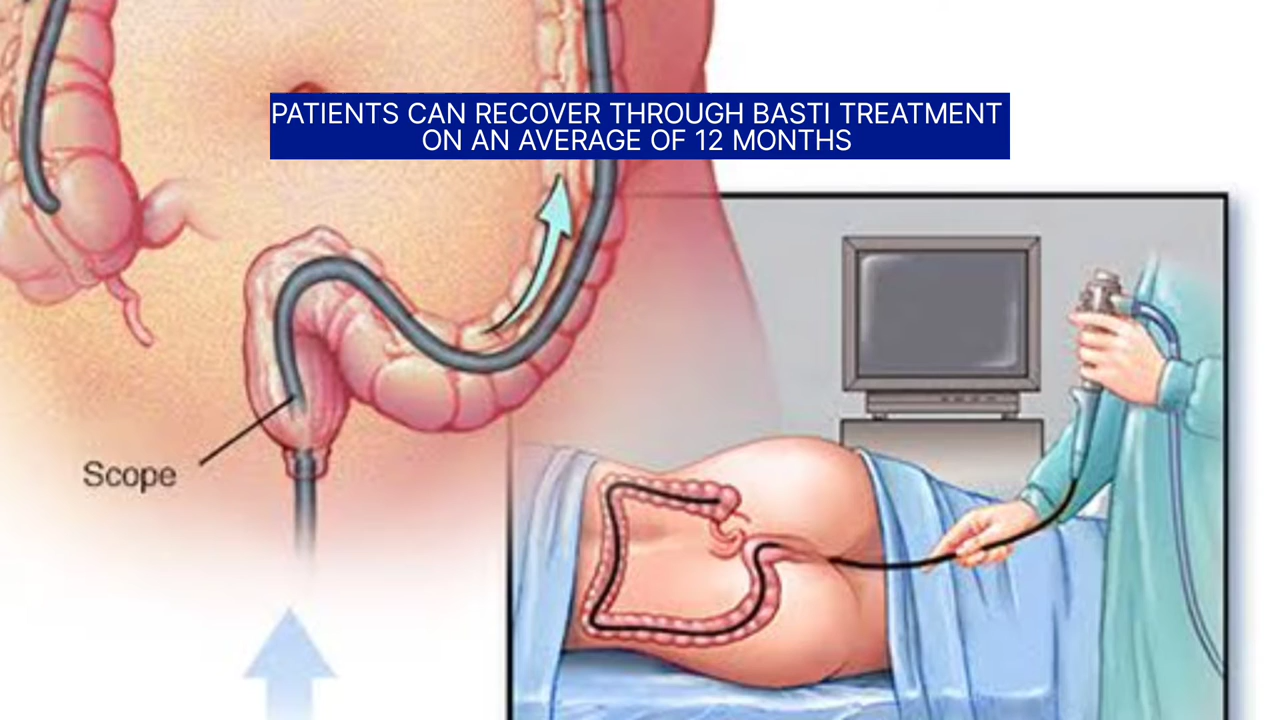 PATIENTS CAN RECOVER THROUGH BASTI TREATMENT
ON AN AVERAGE OF 12 MONTHS
Scope